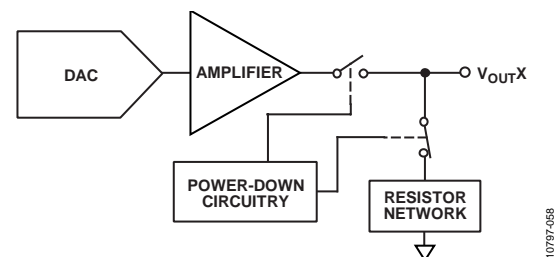 DAC
AMPLIFIER
VOUTX
POWER-DOWN
CIRCUITRY
RESISTOR
NETWORK
10797-058